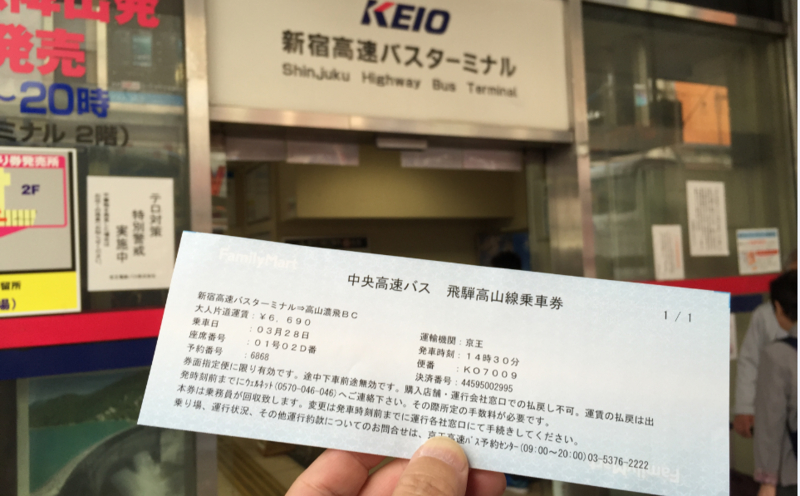 発売
～20時
ミナル 2階)
り券発売所
2F
テロ対策
特別警戒
実施中
KEIO
新宿高速バスターミナル
Shinjuku Highway Bus Terminal
FamilyMart
中央高速バス 飛騨高山線乗車券
1/1
新宿高速バスターミナル⇒高山濃飛BC
大人片道運賃:¥6,690
乗車日 :03月28日
座席番号 :01号02D番
予約番号 :6868
運輸機関:京王
発車時刻:14時30分
便番 :KO7009
決済番号:44595002995
券面指定便に限り有効です。途中下車前途無効です。購入店舗・運行会社窓口での払戻し不可。運賃の払戻は出
発時刻前までにウェルネット(0570-046-046)へご連絡下さい。その際所定の手数料が必要です。
本券は乗務員が回収致します。変更は発車時刻前までに運行各社窓口にて手続きしてください。
乗り場、運行状況、その他運行約款についてのお問合せは、京王高速バス予約センター(09:00～20:00)03-5376-2222